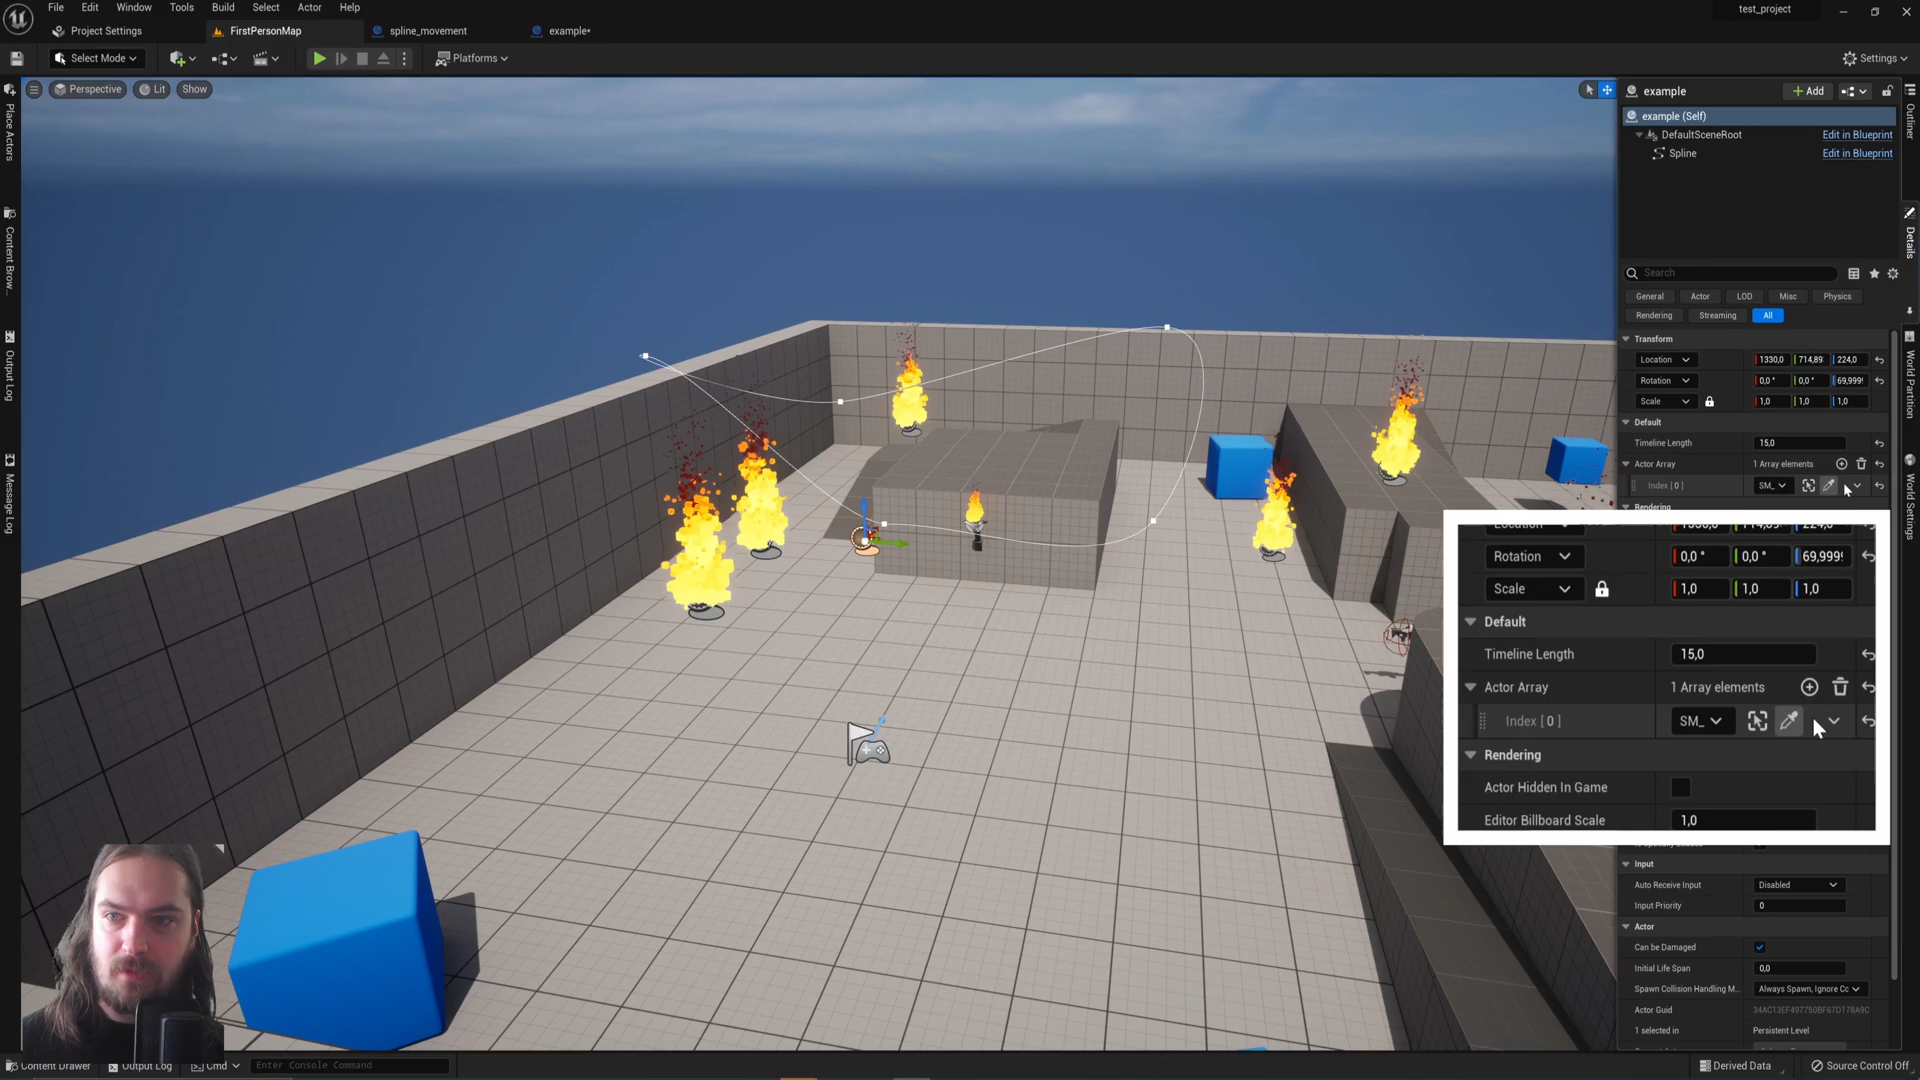 File Edit Window Tools Build Select Actor Help
test_project
Project Settings
FirstPersonMap
spline_movement
example*
Select Mode
Platforms
Settings
Perspective
Lit
Show
Place Actors
Content Brow...
Output Log
Message Log
example
Add
example (Self)
DefaultSceneRoot Edit in Blueprint
Spline Edit in Blueprint
Outliner
Details
World Partition
World Settings
Search
General Actor LOD Misc Physics
Rendering Streaming All
Transform
Location 1330,0 714,89 224,0
Rotation 0,0 ° 0,0 ° 69,999
Scale 1,0 1,0 1,0
Default
Timeline Length 15,0
Actor Array 1 Array elements
Index [ 0 ] SM_
Rendering
Rotation 0,0 ° 0,0 ° 69,999
Scale 1,0 1,0 1,0
Default
Timeline Length 15,0
Actor Array 1 Array elements
Index [ 0 ] SM_
Rendering
Actor Hidden In Game
Editor Billboard Scale 1,0
Input
Auto Receive Input Disabled
Input Priority 0
Actor
Can be Damaged
Initial Life Span 0,0
Spawn Collision Handling M... Always Spawn, Ignore Cc
Actor Guid 34AC13EF497750BF67D178A9C
1 selected in Persistent Level
Content Drawer
Output Log
Cmd
Enter Console Command
Derived Data
Source Control Off